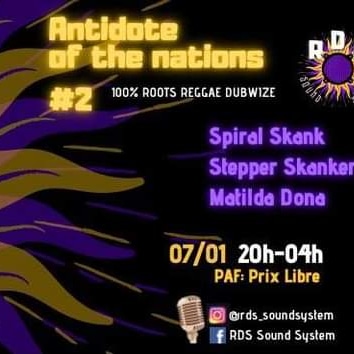 Antidote
of the nations
#2
100% ROOTS REGGAE DUBWIZE
RDS
SOUND
Spiral Skank
Stepper Skanker
Matilda Dona
07/01 20h-04h
PAF: Prix Libre
@rds_soundsystem
RDS Sound System